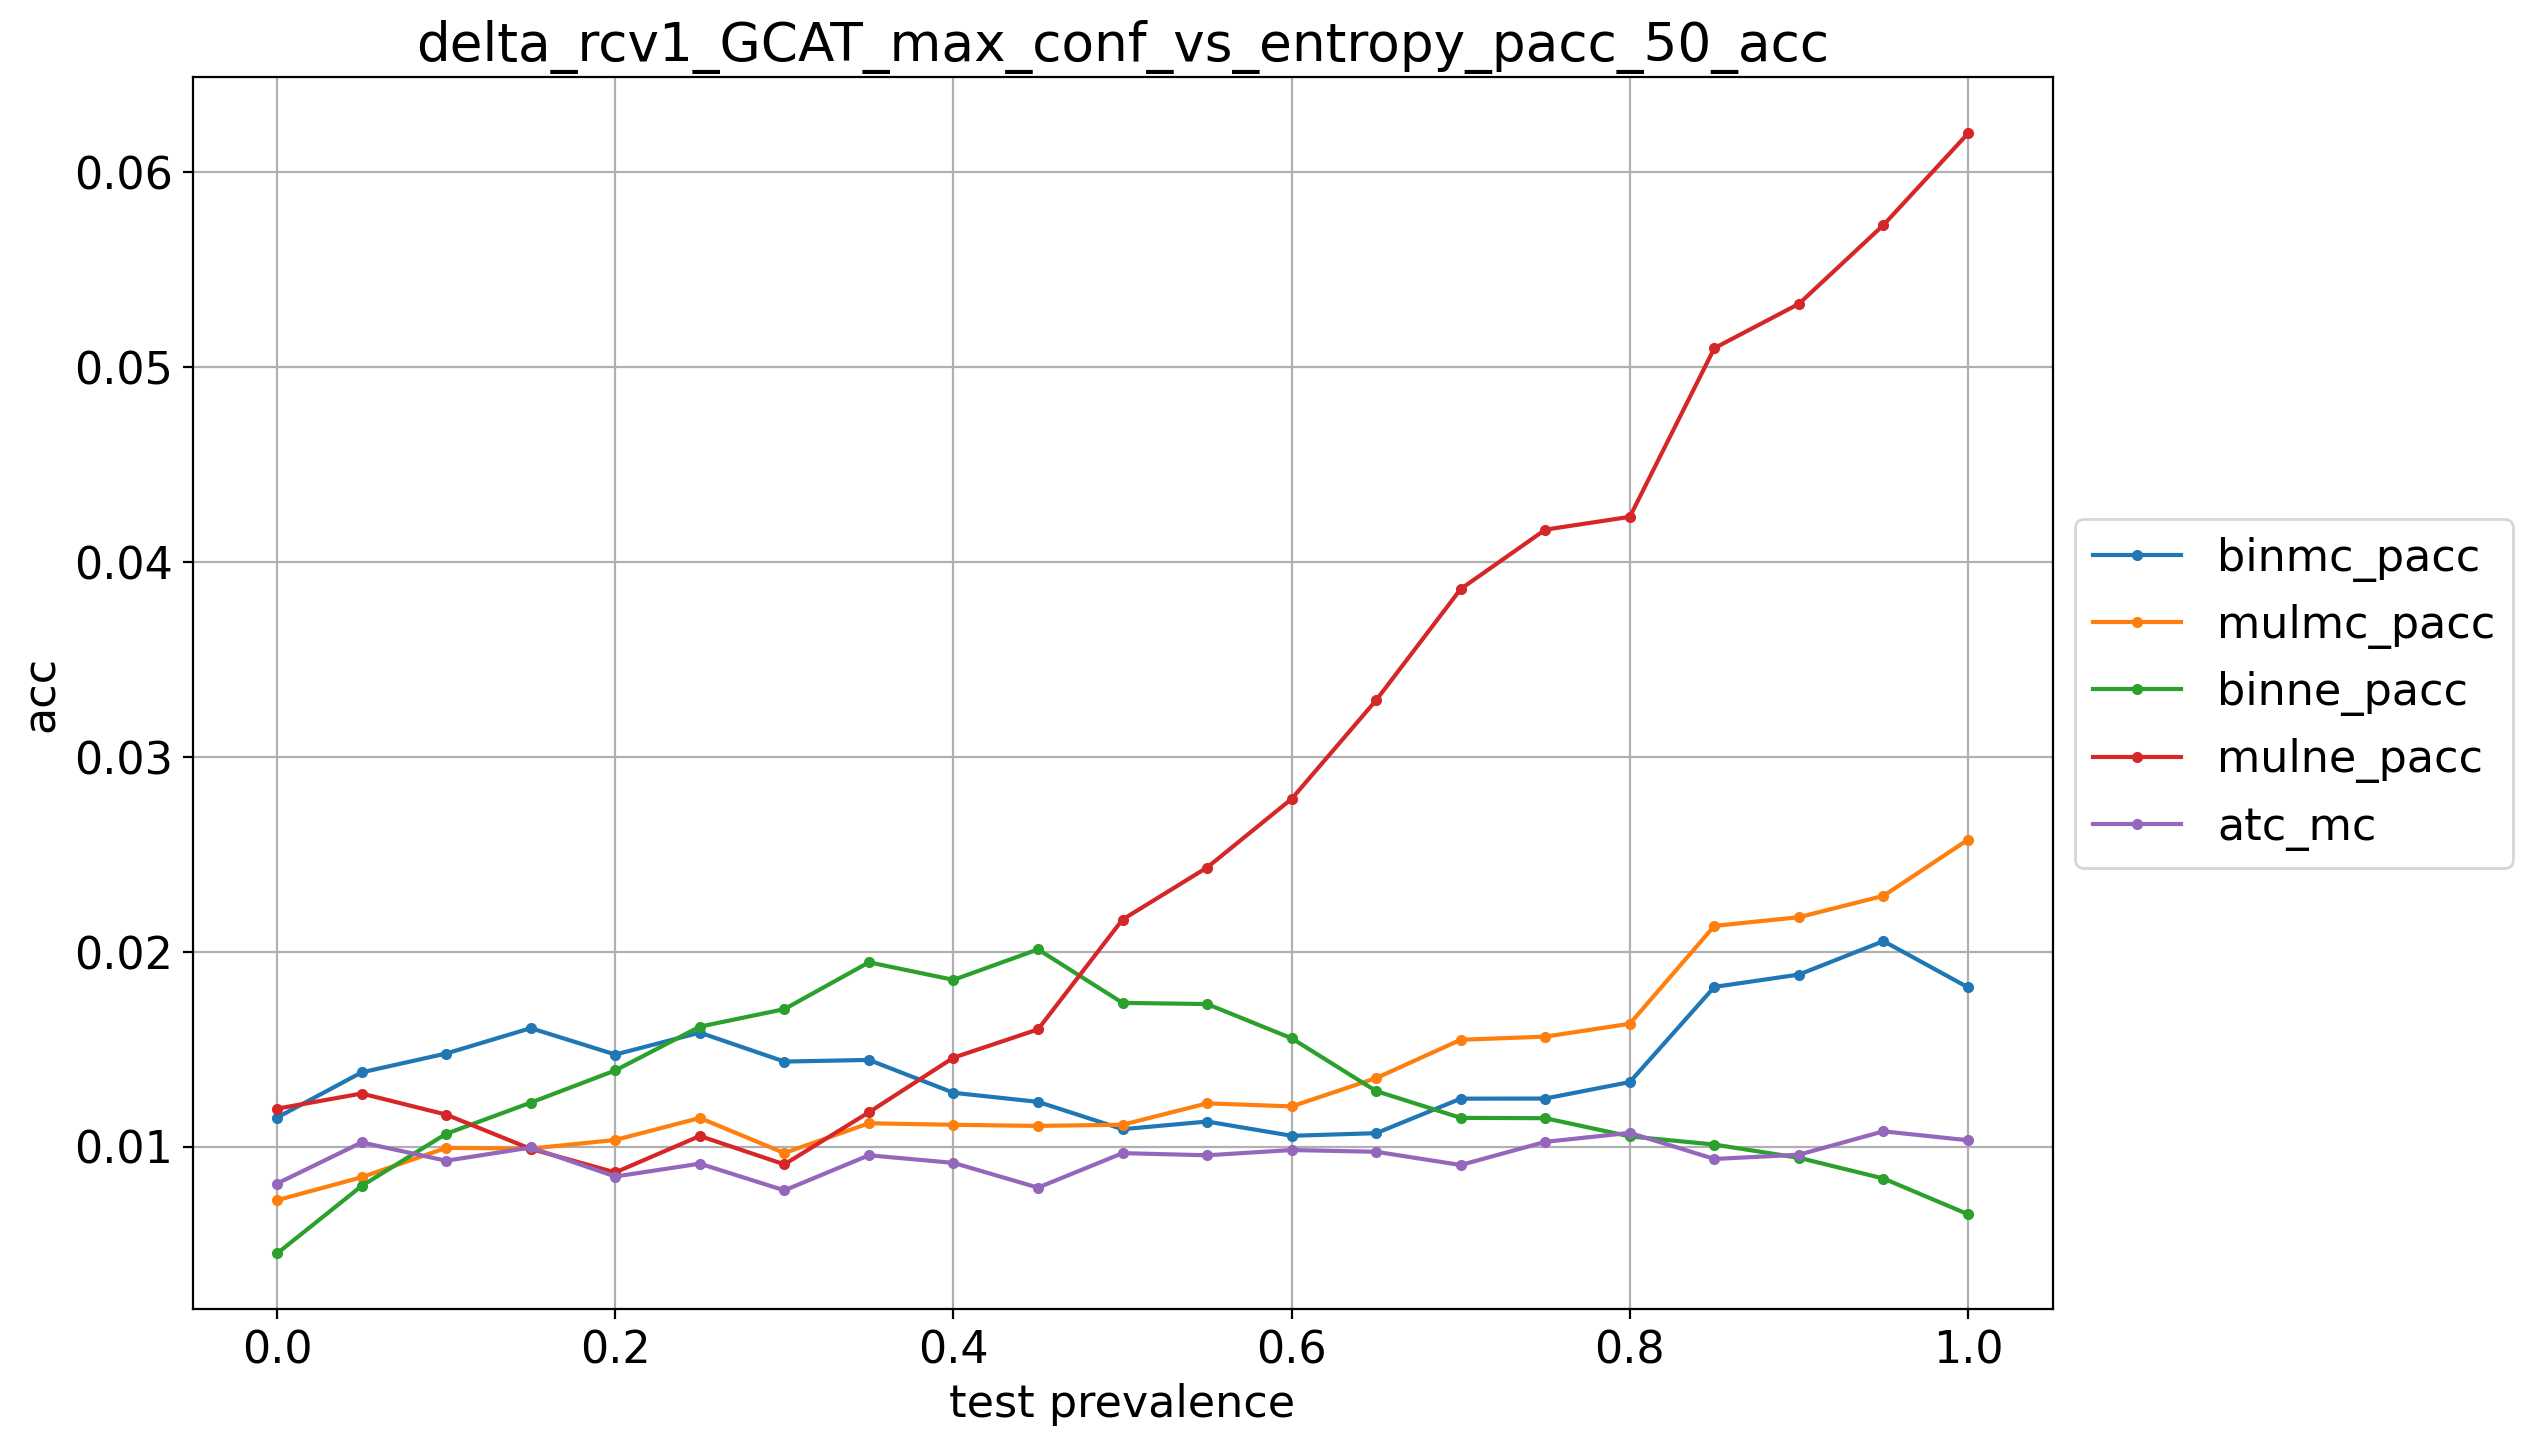 delta_rcv1_GCAT_max_conf_vs_entropy_pacc_50_acc
0.06
0.05
0.04
0.03
0.02
0.01
acc
0.0 0.2 0.4 0.6 0.8 1.0
test prevalence
binmc_pacc
mulmc_pacc
binne_pacc
mulne_pacc
atc_mc